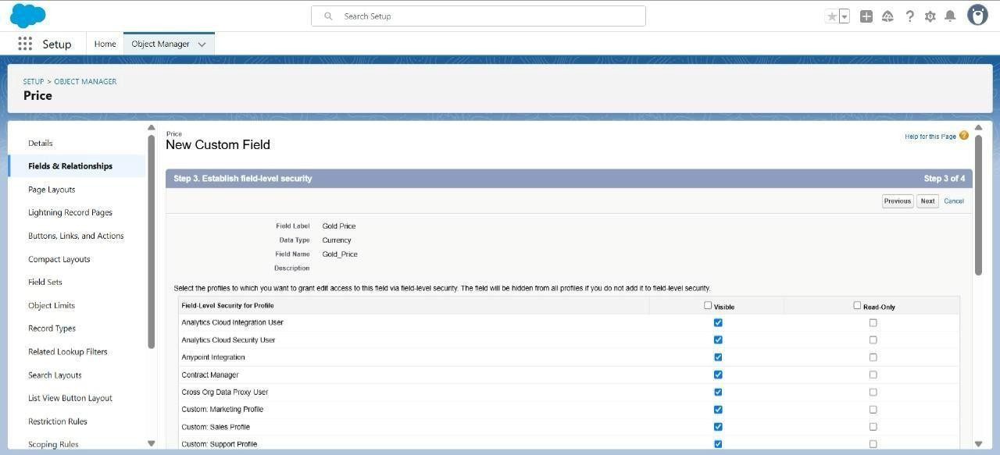 Search Setup
Setup
Home
Object Manager
SETUP > OBJECT MANAGER
Price
Details
Fields & Relationships
Page Layouts
Lightning Record Pages
Buttons, Links, and Actions
Compact Layouts
Field Sets
Object Limits
Record Types
Related Lookup Filters
Search Layouts
List View Button Layout
Restriction Rules
Scoping Rules
Price
New Custom Field
Help for this Page ?
Step 3. Establish field-level security Step 3 of 4
Previous Next Cancel
Field Label Gold Price
Data Type Currency
Field Name Gold_Price
Description
Select the profiles to which you want to grant edit access to this field via field-level security. The field will be hidden from all profiles if you do not add it to field-level security.
Field-Level Security for Profile Visible Read-Only
Analytics Cloud Integration User
Analytics Cloud Security User
Anypoint Integration
Contract Manager
Cross Org Data Proxy User
Custom: Marketing Profile
Custom: Sales Profile
Custom: Support Profile